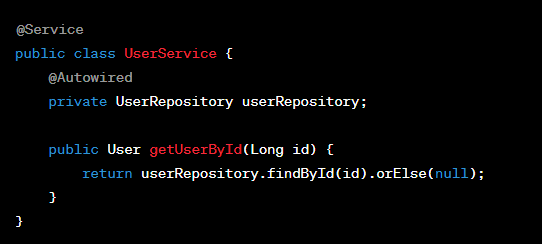 @Service
public class UserService {
    @Autowired
    private UserRepository userRepository;

    public User getUserById(Long id) {
        return userRepository.findById(id).orElse(null);
    }
}